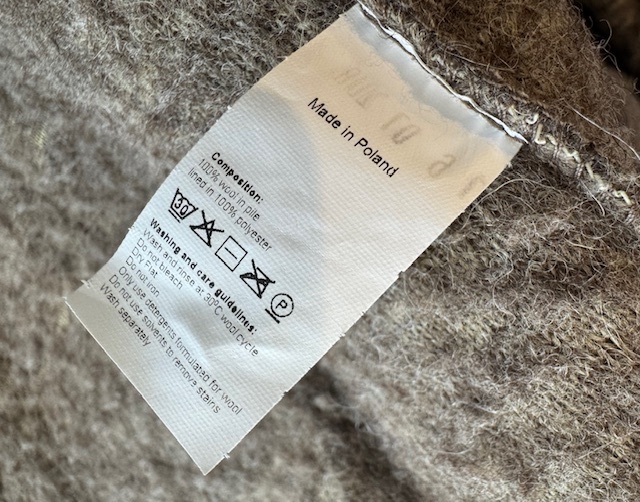 Made in Poland
Composition:
100% wool in pile
lined in 100% polyester
30 P
Washing and care guidelines:
Wash and rinse at 30ºC wool cycle
Do not bleach
Dry Flat
Do not iron
Only use detergents formulated for wool
Do not use solvents to remove stains
Wash separately